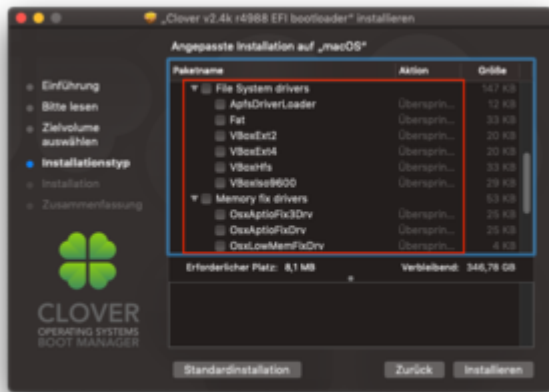 „Clover v2.4k r4988 EFI bootloader“ installieren
Angepasste Installation auf „macOS“
Einführung
Bitte lesen
Zielvolume auswählen
Installationstyp
Installation
Zusammenfassung
CLOVER
OPERATING SYSTEMS
BOOT MANAGER
Paketname Aktion Größe
File System drivers 147 KB
ApfsDriverLoader Übersprin... 12 KB
Fat Übersprin... 33 KB
VBoxExt2 Übersprin... 20 KB
VBoxExt4 Übersprin... 20 KB
VBoxHfs Übersprin... 33 KB
VBoxIso9600 Übersprin... 29 KB
Memory fix drivers 53 KB
OsxAptioFix3Drv Übersprin... 25 KB
OsxAptioFixDrv Übersprin... 25 KB
OsxLowMemFixDrv Übersprin... 4 KB
Erforderlicher Platz: 8,1 MB Verbleibend: 346,78 GB
Standardinstallation Zurück Installieren